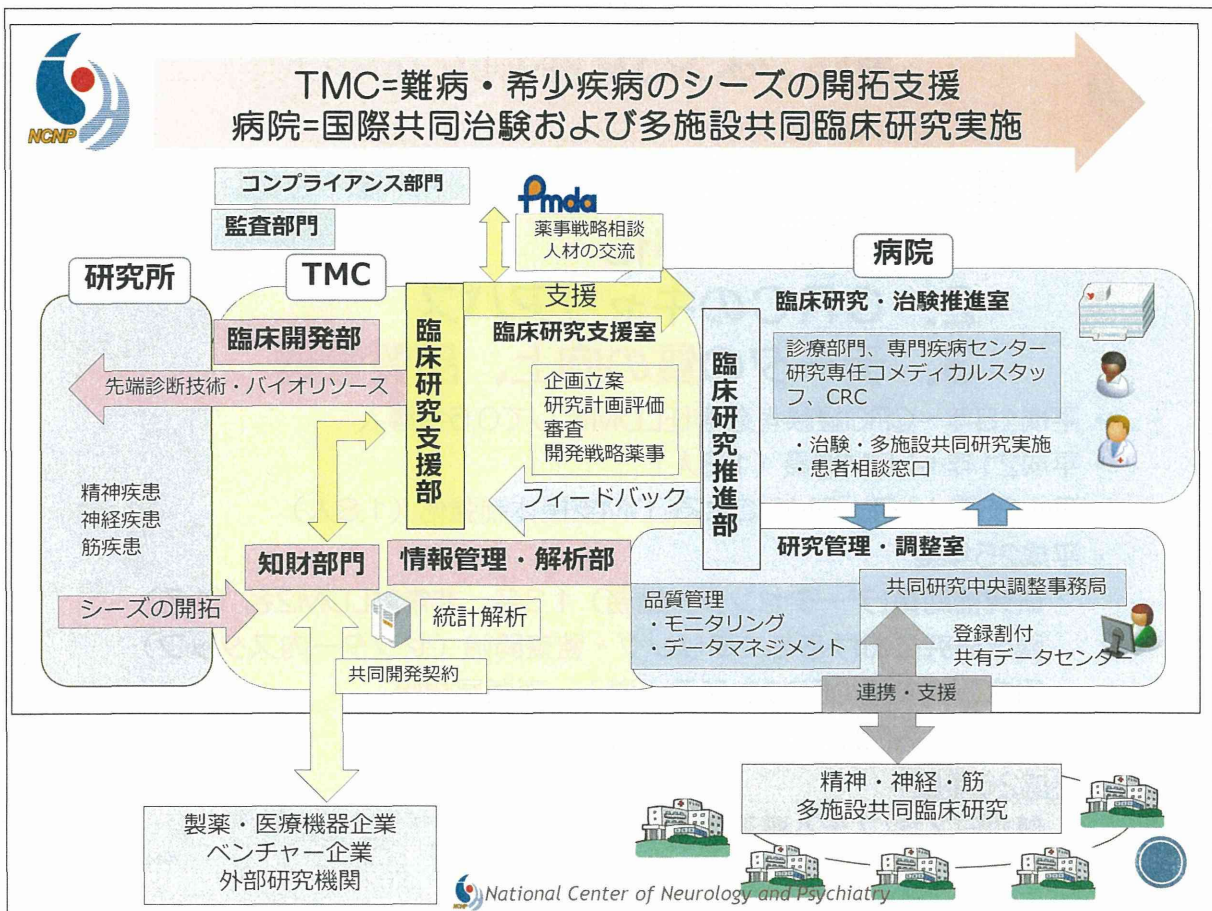 NCNP
TMC=難病・希少疾病のシーズの開拓支援
病院=国際共同治験および多施設共同臨床研究実施
コンプライアンス部門
監査部門
Pmda
薬事戦略相談
人材の交流
研究所
TMC
病院
支援
臨床研究・治験推進室
臨床開発部
臨床研究支援部
臨床研究支援室
臨床研究推進部
診療部門、専門疾病センター
研究専任コメディカルスタッ
フ、CRC
先端診断技術・バイオリソース
企画立案
研究計画評価
審査
開発戦略薬事
・治験・多施設共同研究実施
・患者相談窓口
フィードバック
精神疾患
神経疾患
筋疾患
知財部門
情報管理・解析部
研究管理・調整室
シーズの開拓
統計解析
品質管理
・モニタリング
・データマネジメント
共同研究中央調整事務局
登録割付
共有データセンター
共同開発契約
連携・支援
製薬・医療機器企業
ベンチャー企業
外部研究機関
精神・神経・筋
多施設共同臨床研究
NCNP
National Center of Neurology and Psychiatry